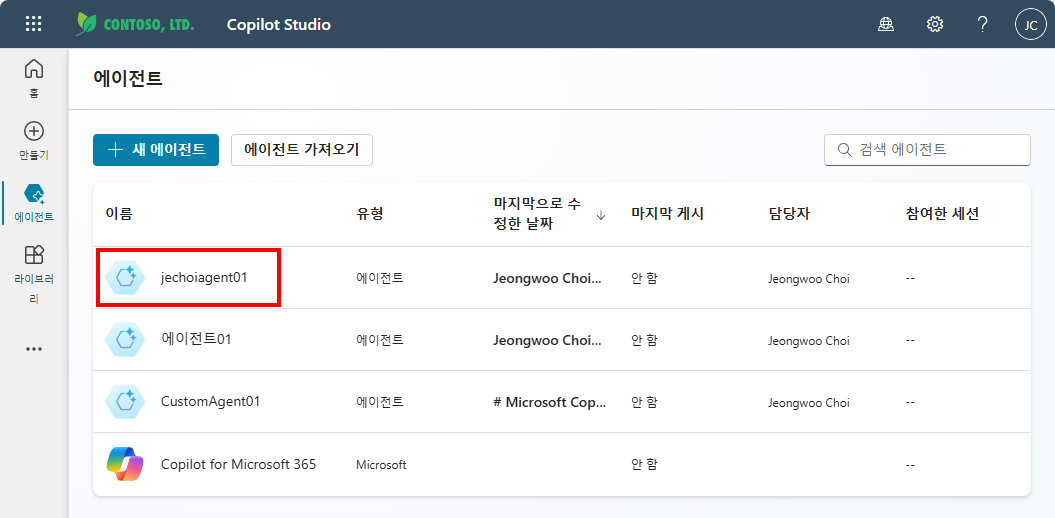 CONTOSO, LTD. Copilot Studio ? JC
홈
만들기
에이전트
라이브러
리
에이전트
새 에이전트 에이전트 가져오기 검색 에이전트
이름 유형 마지막으로 수 마지막 게시 담당자 참여한 세션
정한 날짜
jechoiagent01 에이전트 Jeongwoo Choi... 안 함 Jeongwoo Choi --
에이전트01 에이전트 Jeongwoo Choi... 안 함 Jeongwoo Choi --
CustomAgent01 에이전트 # Microsoft Cop... 안 함 Jeongwoo Choi --
Copilot for Microsoft 365 Microsoft 안 함 --